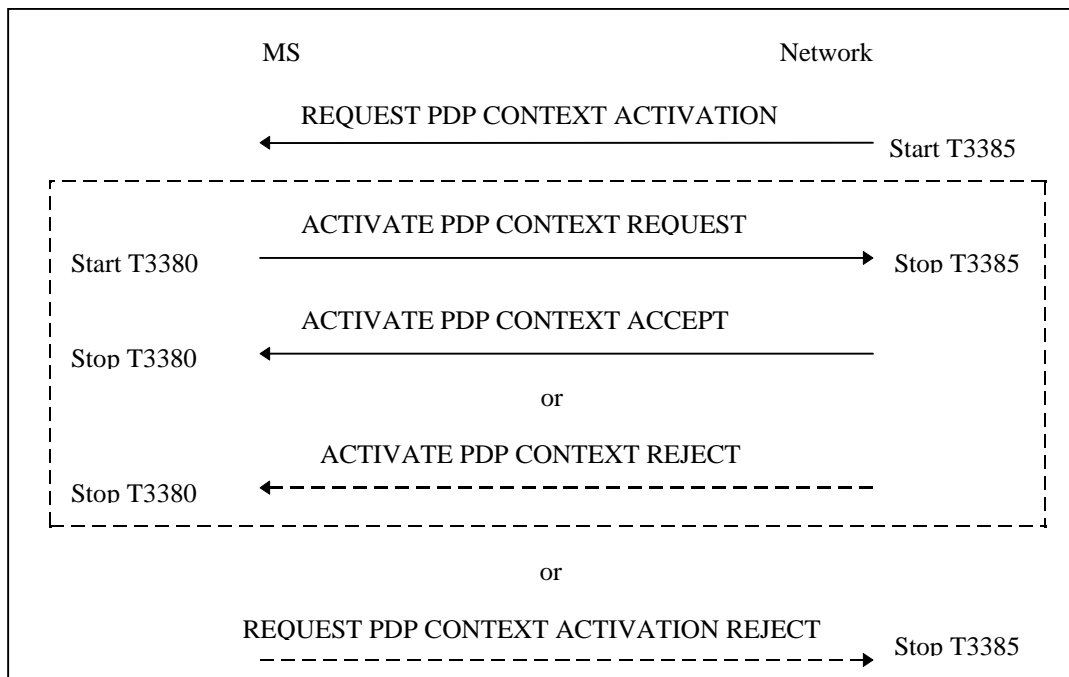 MS Network
REQUEST PDP CONTEXT ACTIVATION
Start T3385
ACTIVATE PDP CONTEXT REQUEST
Start T3380 Stop T3385
ACTIVATE PDP CONTEXT ACCEPT
Stop T3380
or
ACTIVATE PDP CONTEXT REJECT
Stop T3380
or
REQUEST PDP CONTEXT ACTIVATION REJECT
Stop T3385